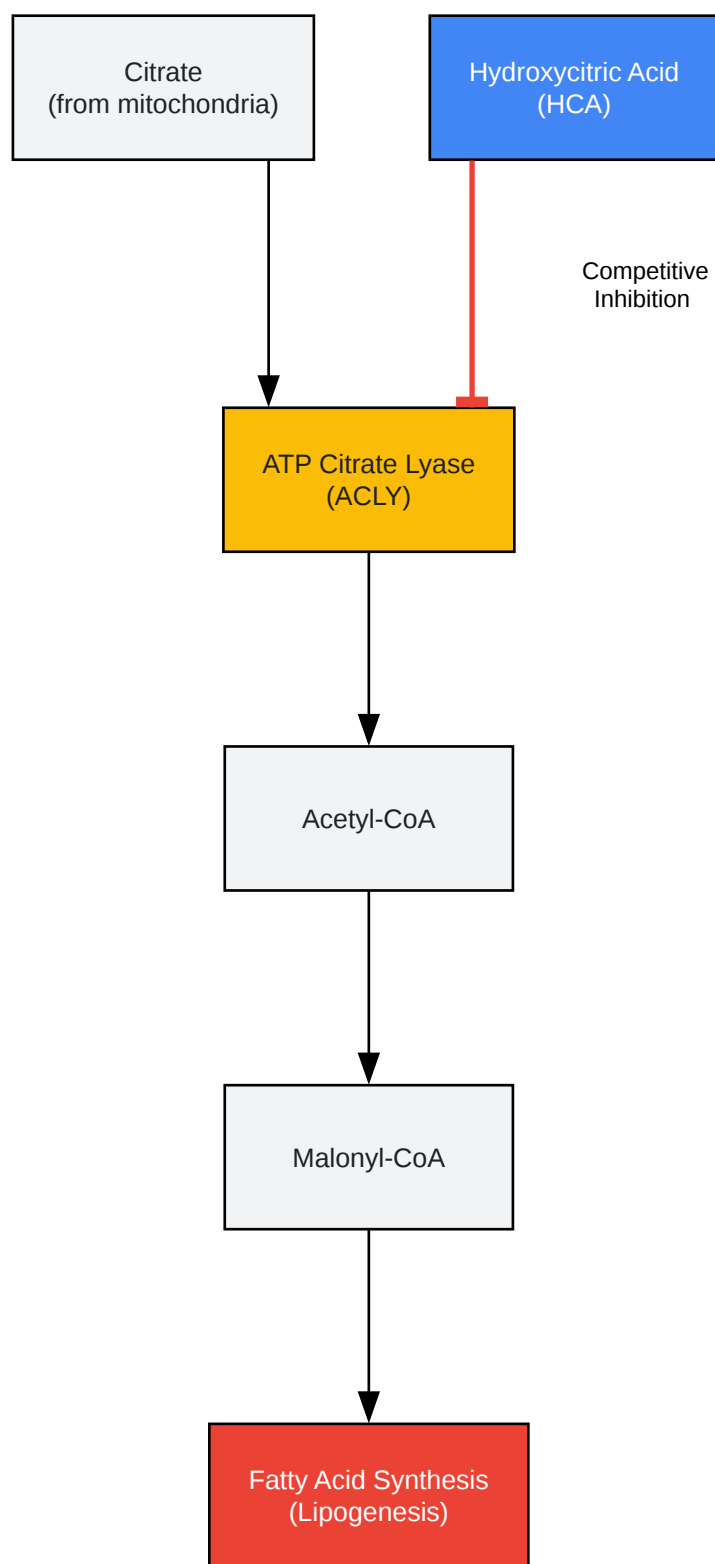 Citrate
(from mitochondria)
Hydroxycitric Acid
(HCA)
Competitive
Inhibition
ATP Citrate Lyase
(ACLY)
Acetyl-CoA
Malonyl-CoA
Fatty Acid Synthesis
(Lipogenesis)